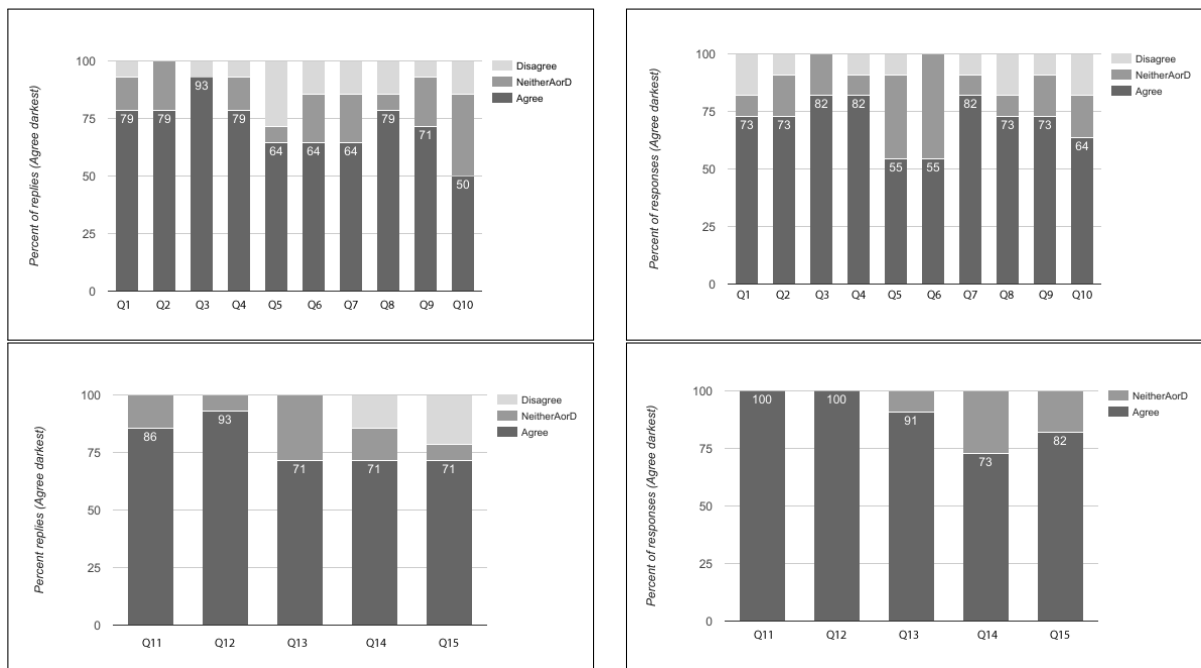 100
75
50
25
0
Percent of replies (Agree darkest)
79
79
93
79
64
64
64
79
71
50
Q1 Q2 Q3 Q4 Q5 Q6 Q7 Q8 Q9 Q10
Disagree
NeitherAorD
Agree
100
75
50
25
0
Percent of responses (Agree darkest)
73
73
82
82
55
55
82
73
73
64
Q1 Q2 Q3 Q4 Q5 Q6 Q7 Q8 Q9 Q10
Disagree
NeitherAorD
Agree
100
75
50
25
0
Percent replies (Agree darkest)
86
93
71
71
71
Q11 Q12 Q13 Q14 Q15
Disagree
NeitherAorD
Agree
100
75
50
25
0
Percent of responses (Agree darkest)
100
100
91
73
82
Q11 Q12 Q13 Q14 Q15
NeitherAorD
Agree